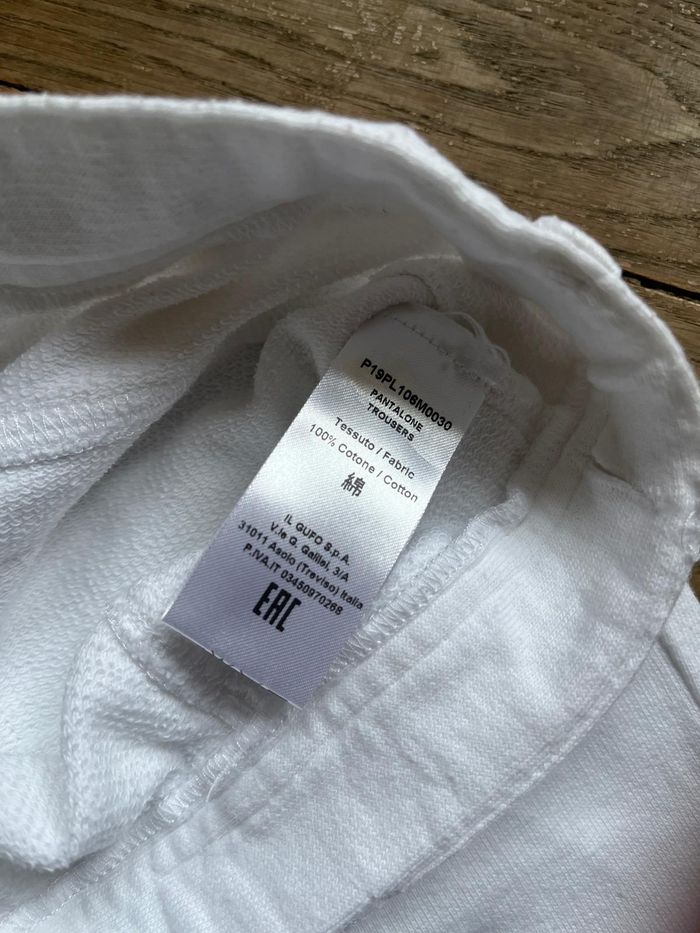 P19PL106M0030
PANTALONE
TROUSERS
Tessuto / Fabric
100% Cotone / Cotton
綿
IL GUFO S.p.A.
V.le G. Galilei, 3/A
31011 Asolo (Treviso) Italia
P.IVA.IT 03450970268
EAC